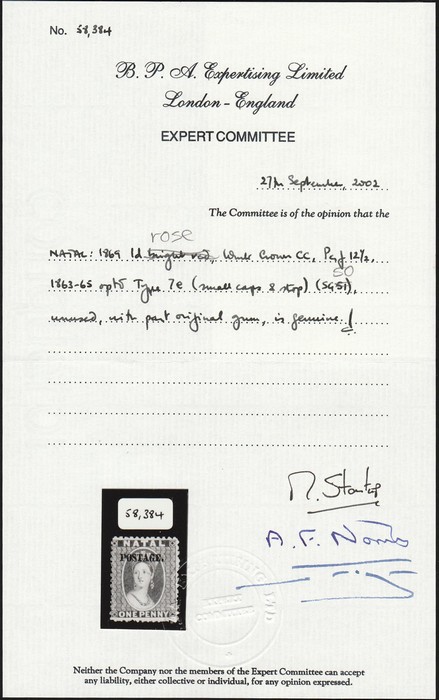 No. 58,384
B. P. A. Expertising Limited
London - England
EXPERT COMMITTEE
27th September, 2002
The Committee is of the opinion that the
rose
NATAL: 1869 1d bright red, Wmk Crown CC, Perf 12½,
50
1863-65 optd Type 7e (small caps & stop) (SG51),
unused, with part original gum, is genuine.
58,384
NATAL
POSTAGE.
ONE PENNY
A. F. Norris
Neither the Company nor the members of the Expert Committee can accept
any liability, either collective or individual, for any opinion expressed.